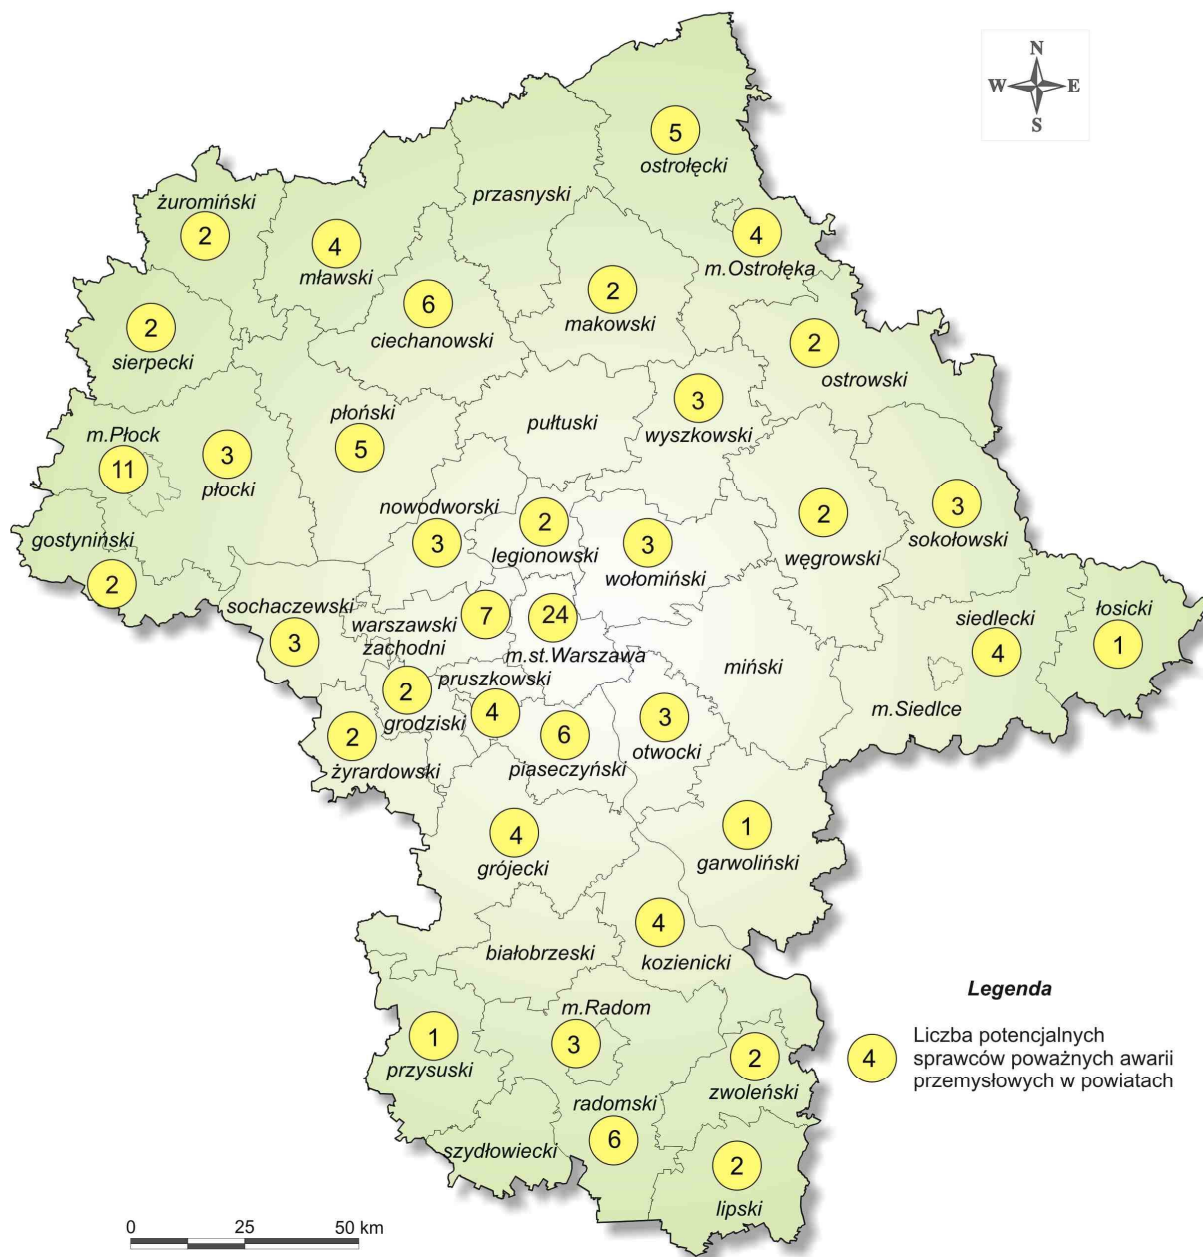 N
W E
S
5
ostrołęcki
przasnyski
żuromiński
2
4
mławski
4
m.Ostrołęka
6
ciechanowski
2
makowski
2
sierpecki
2
ostrowski
3
wyszkowski
płoński
5
pułtuski
m.Płock
11
3
płocki
nowodworski
3
2
legionowski
3
wołomiński
2
węgrowski
3
sokołowski
gostyniński
2
sochaczewski
3
warszawski
zachodni
7
24
m.st.Warszawa
siedlecki
4
łosicki
1
miński
m.Siedlce
pruszkowski
4
2
grodziski
2
żyrardowski
6
piaseczyński
3
otwocki
4
grójecki
1
garwoliński
białobrzeski
4
kozienicki
m.Radom
3
1
przysuski
2
zwoleński
radomski
6
szydłowiecki
2
lipski
Legenda
4
Liczba potencjalnych
sprawców poważnych awarii
przemysłowych w powiatach
0 25 50 km